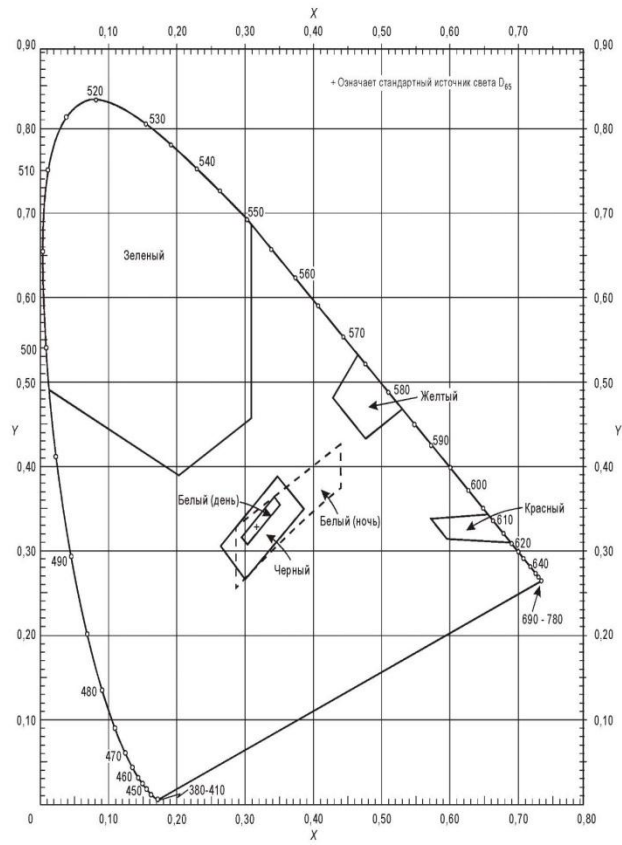 X
0,10 0,20 0,30 0,40 0,50 0,60 0,70
0,90 0,90
+ Означает стандартный источник света D65
520
530
0,80 0,80
540
510
0,70 550 0,70
Зеленый
560
0,60 0,60
570
500
0,50 580 0,50
Желтый
Y 590 Y
0,40 0,40
600
Белый (день)
Белый (ночь)
Красный
610
620
Черный
0,30 0,30
490 640
690 - 780
0,20 0,20
480
0,10 0,10
470
460
450
380-410
0 0,10 0,20 0,30 0,40 0,50 0,60 0,70 0,80
X